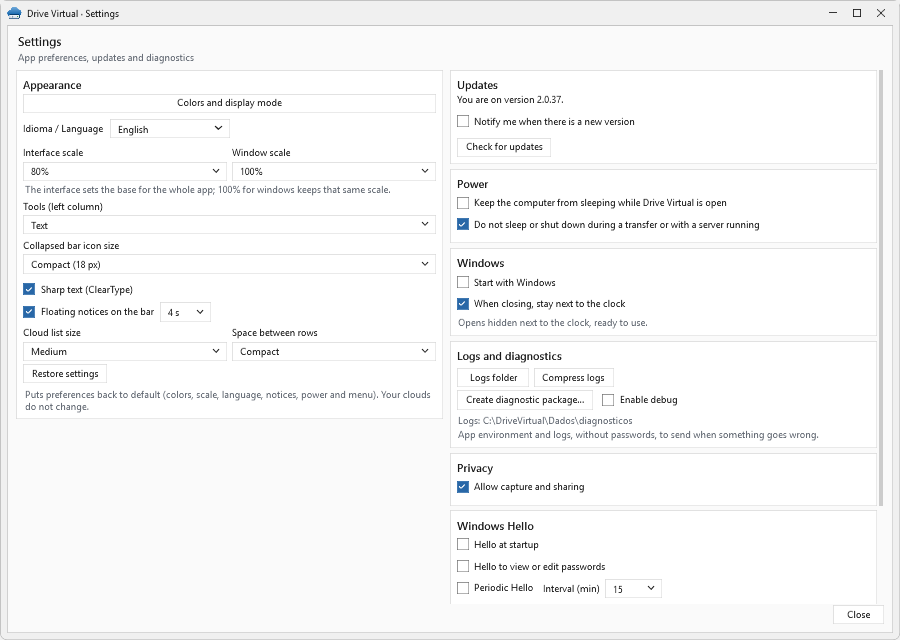 Drive Virtual · Settings
Settings
App preferences, updates and diagnostics
Appearance
Colors and display mode
Idioma / Language
English
Interface scale
Window scale
80%
100%
The interface sets the base for the whole app; 100% for windows keeps that same scale.
Tools (left column)
Text
Collapsed bar icon size
Compact (18 px)
Sharp text (ClearType)
Floating notices on the bar
4 s
Cloud list size
Space between rows
Medium
Compact
Restore settings
Puts preferences back to default (colors, scale, language, notices, power and menu). Your clouds
do not change.
Updates
You are on version 2.0.37.
Notify me when there is a new version
Check for updates
Power
Keep the computer from sleeping while Drive Virtual is open
Do not sleep or shut down during a transfer or with a server running
Windows
Start with Windows
When closing, stay next to the clock
Opens hidden next to the clock, ready to use.
Logs and diagnostics
Logs folder
Compress logs
Create diagnostic package...
Enable debug
Logs: C:\DriveVirtual\Dados\diagnosticos
App environment and logs, without passwords, to send when something goes wrong.
Privacy
Allow capture and sharing
Windows Hello
Hello at startup
Hello to view or edit passwords
Periodic Hello
Interval (min)
15
Close